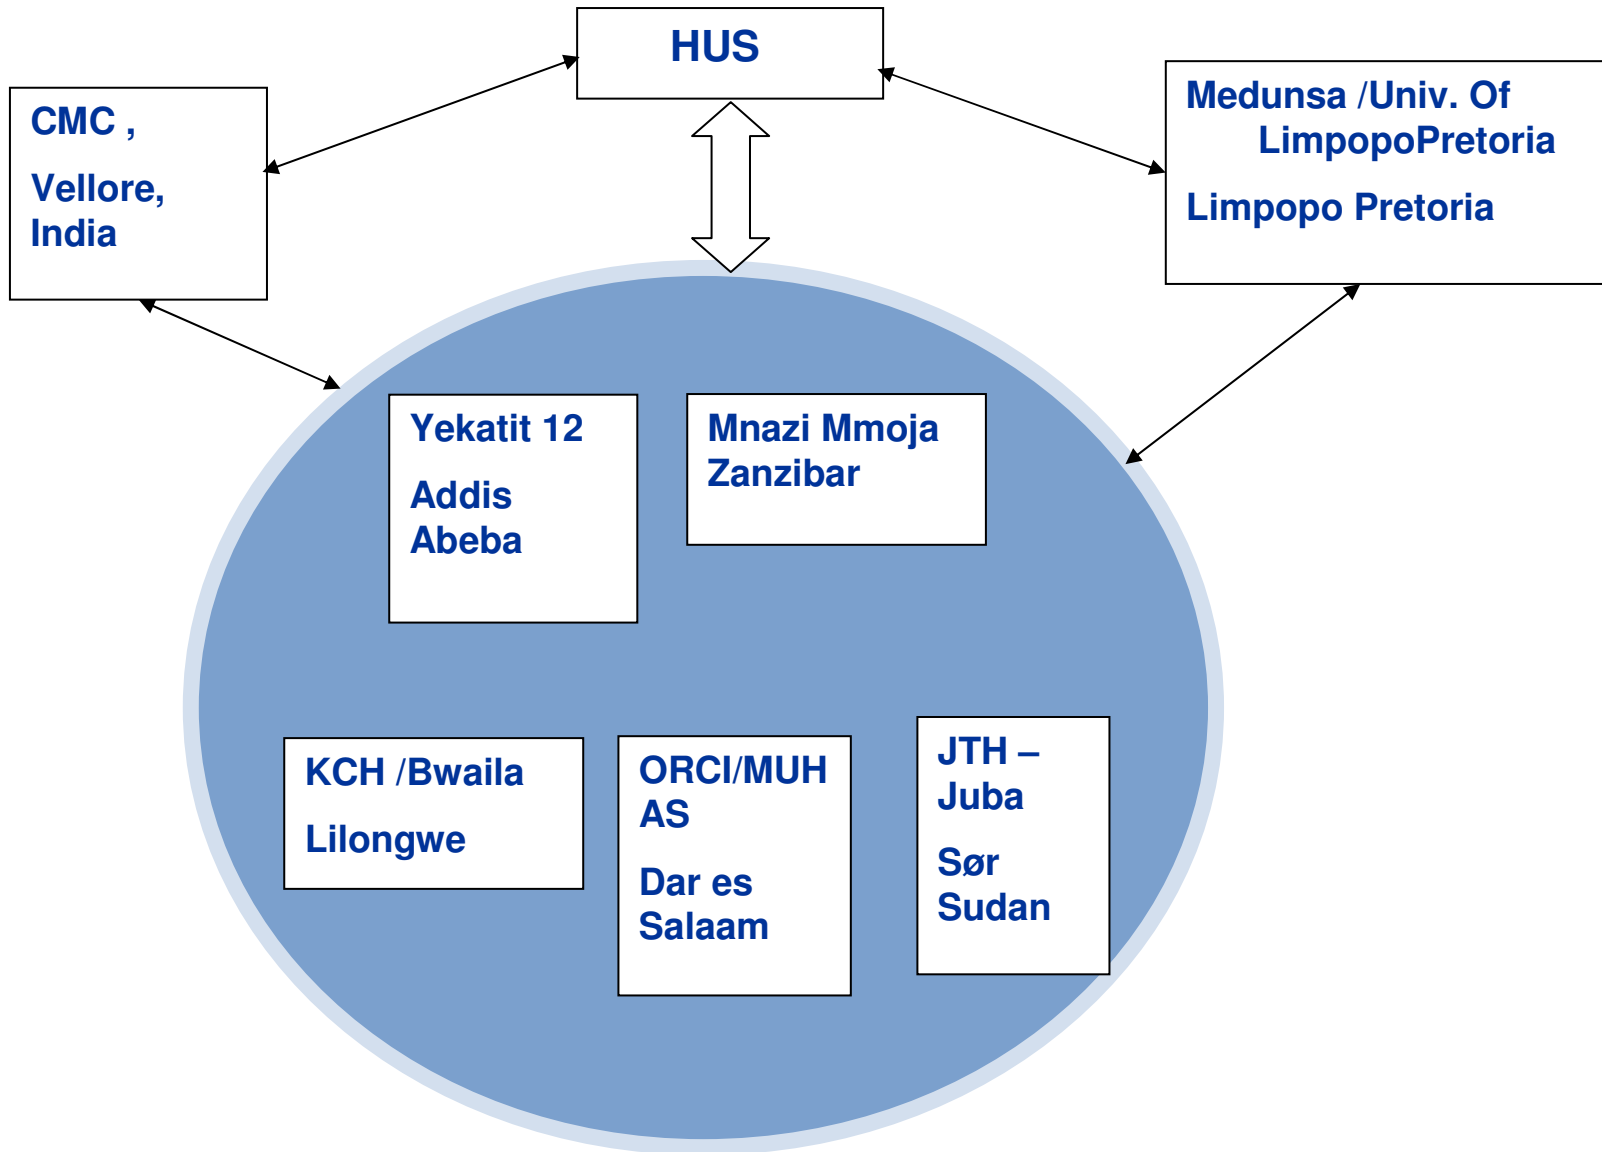 HUS
CMC ,
Vellore,
India
Medunsa /Univ. Of
LimpopoPretoria
Limpopo Pretoria
Yekatit 12
Addis
Abeba
Mnazi Mmoja
Zanzibar
KCH /Bwaila
Lilongwe
ORCI/MUH
AS
Dar es
Salaam
JTH –
Juba
Sør
Sudan